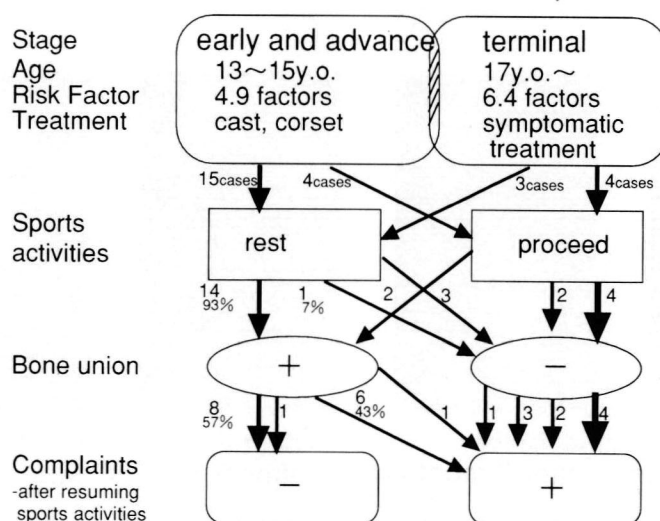 Stage early and advance terminal
Age 13~15y.o. 17y.o.~
Risk Factor 4.9 factors 6.4 factors
Treatment cast, corset symptomatic
treatment
15cases 4cases 3cases 4cases
Sports
activities
rest proceed
14 1 2 3 2 4
93% 7%
Bone union + −
8 1 6 1 1 3 2 4
57% 43%
Complaints
-after resuming
sports activities
− +